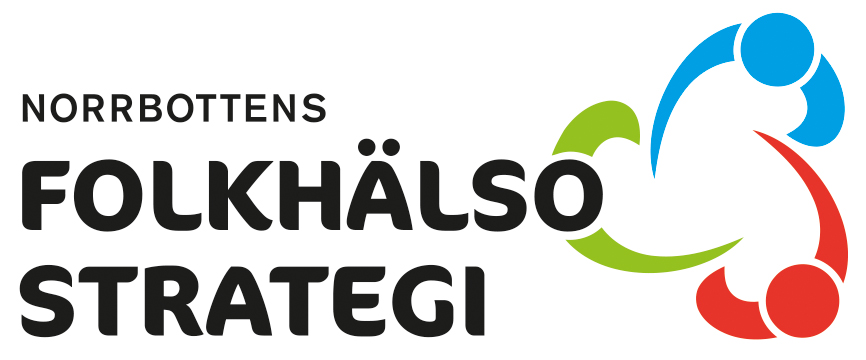 NORRBOTTENS
FOLKHÄLSO
STRATEGI